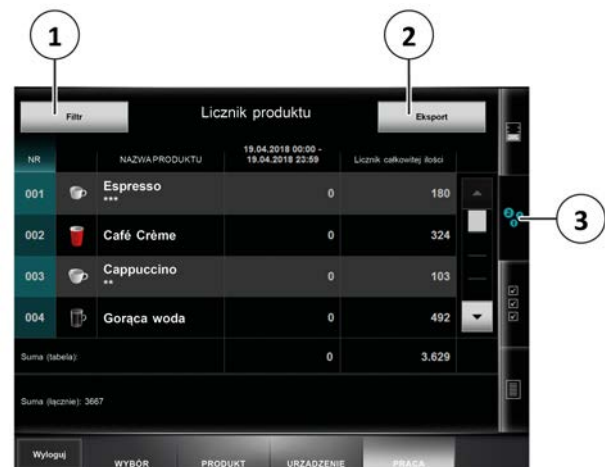 1
2
Filtr
Licznik produktu
Eksport
NR
NAZWA PRODUKTU
19.04.2018 00:00 -
19.04.2018 23:59
Licznik całkowitej ilości
001 Espresso 0 180
***
002 Café Crème 0 324
3
003 Cappuccino 0 103
**
004 Gorąca woda 0 492
Suma (tabela): 0 3.629
Suma (łącznie): 3667
Wyloguj
WYBÓR PRODUKT URZĄDZENIE PRACA